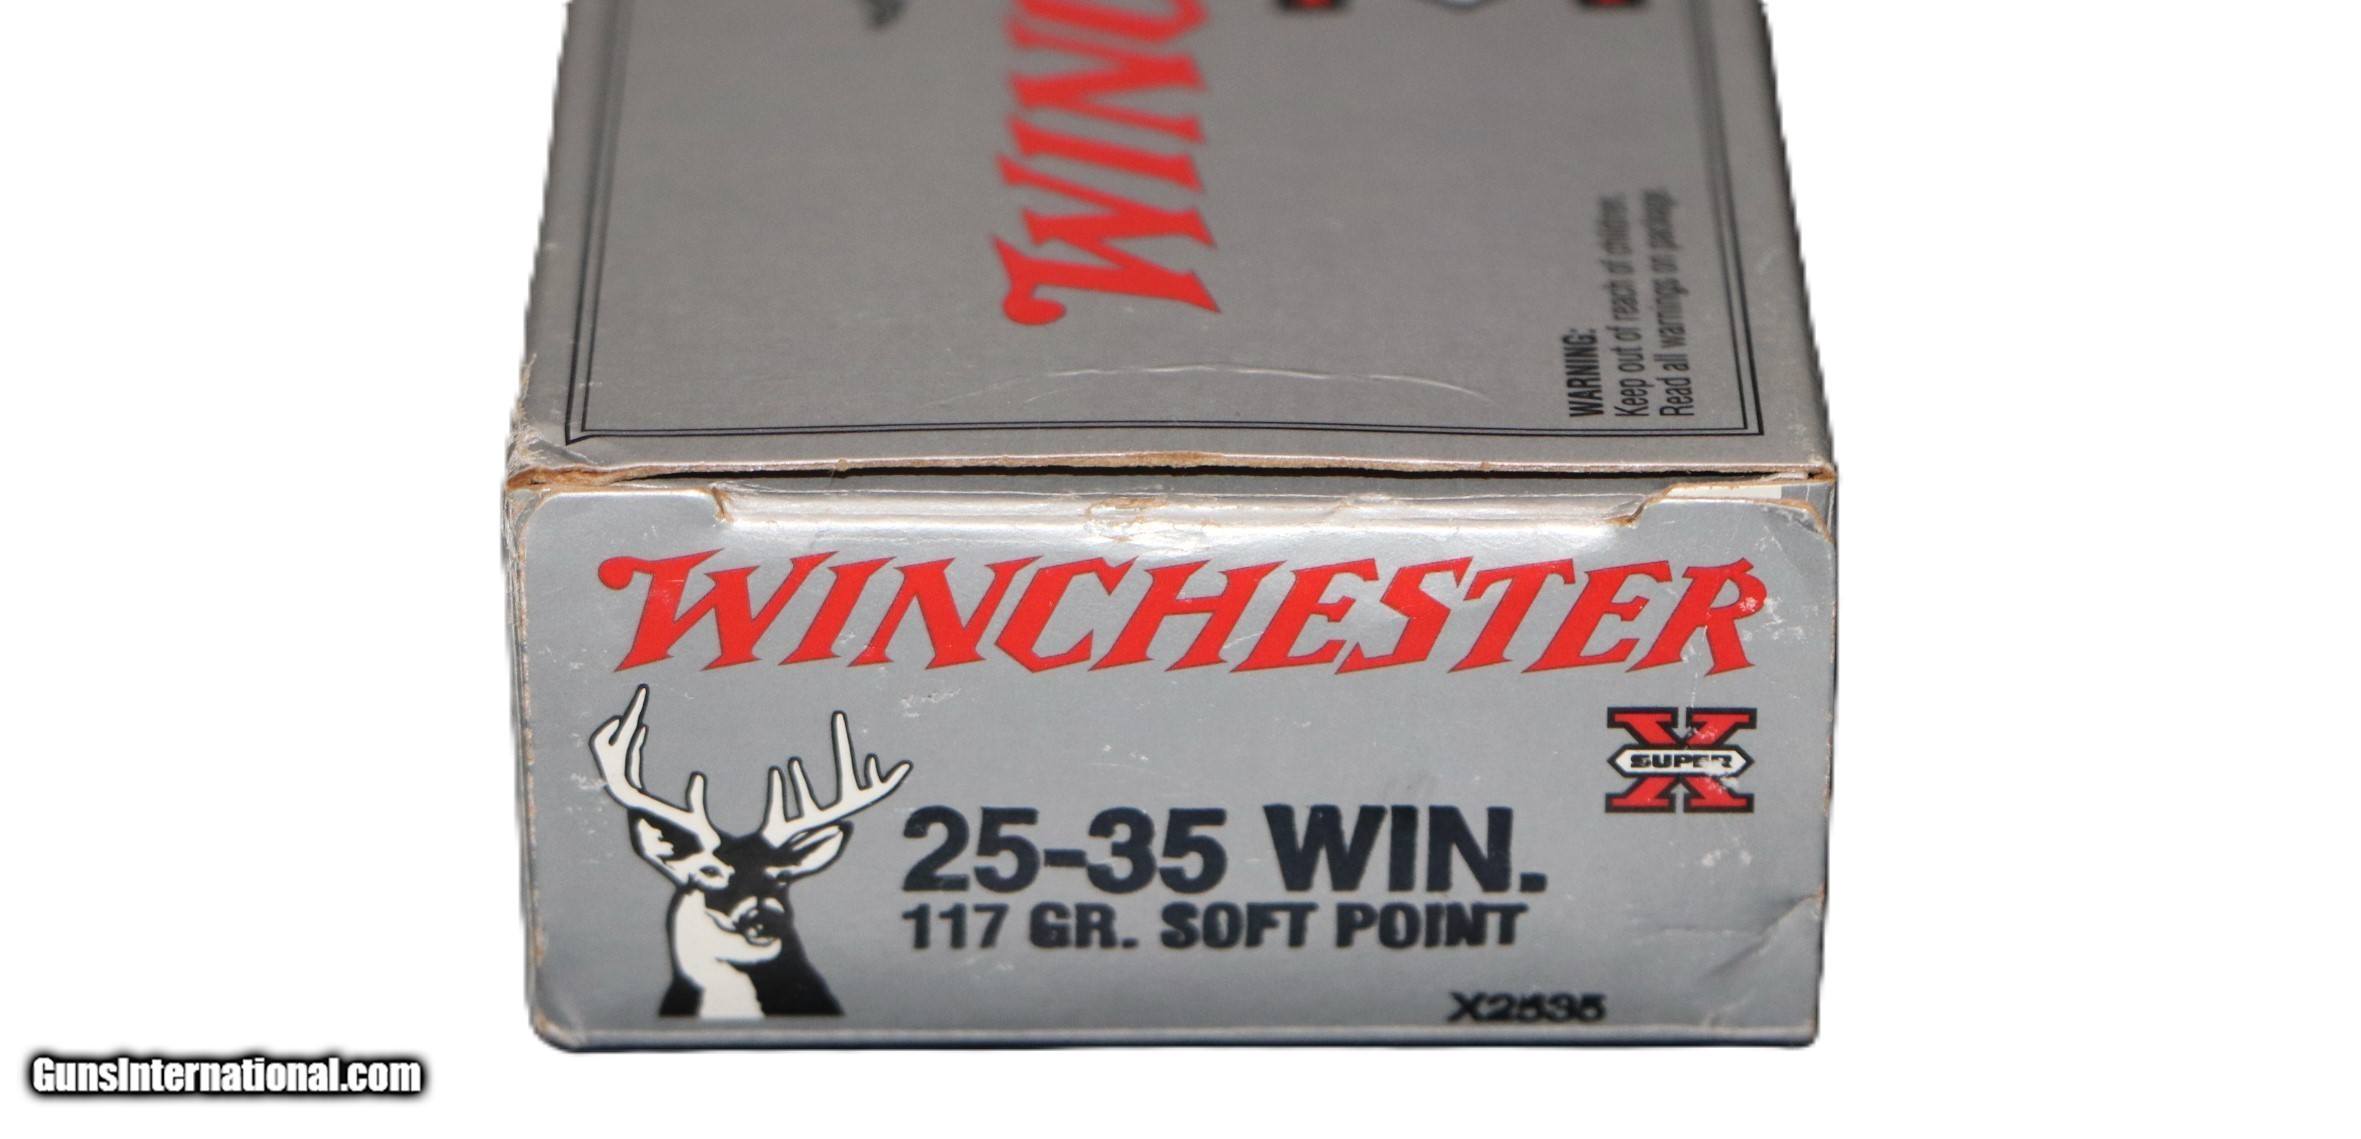 WINC
WARNING:
Keep out of reach of children.
Read all warnings on package.
WINCHESTER
X
SUPER
25-35 WIN.
117 GR. SOFT POINT
X2535
GunsInternational.com